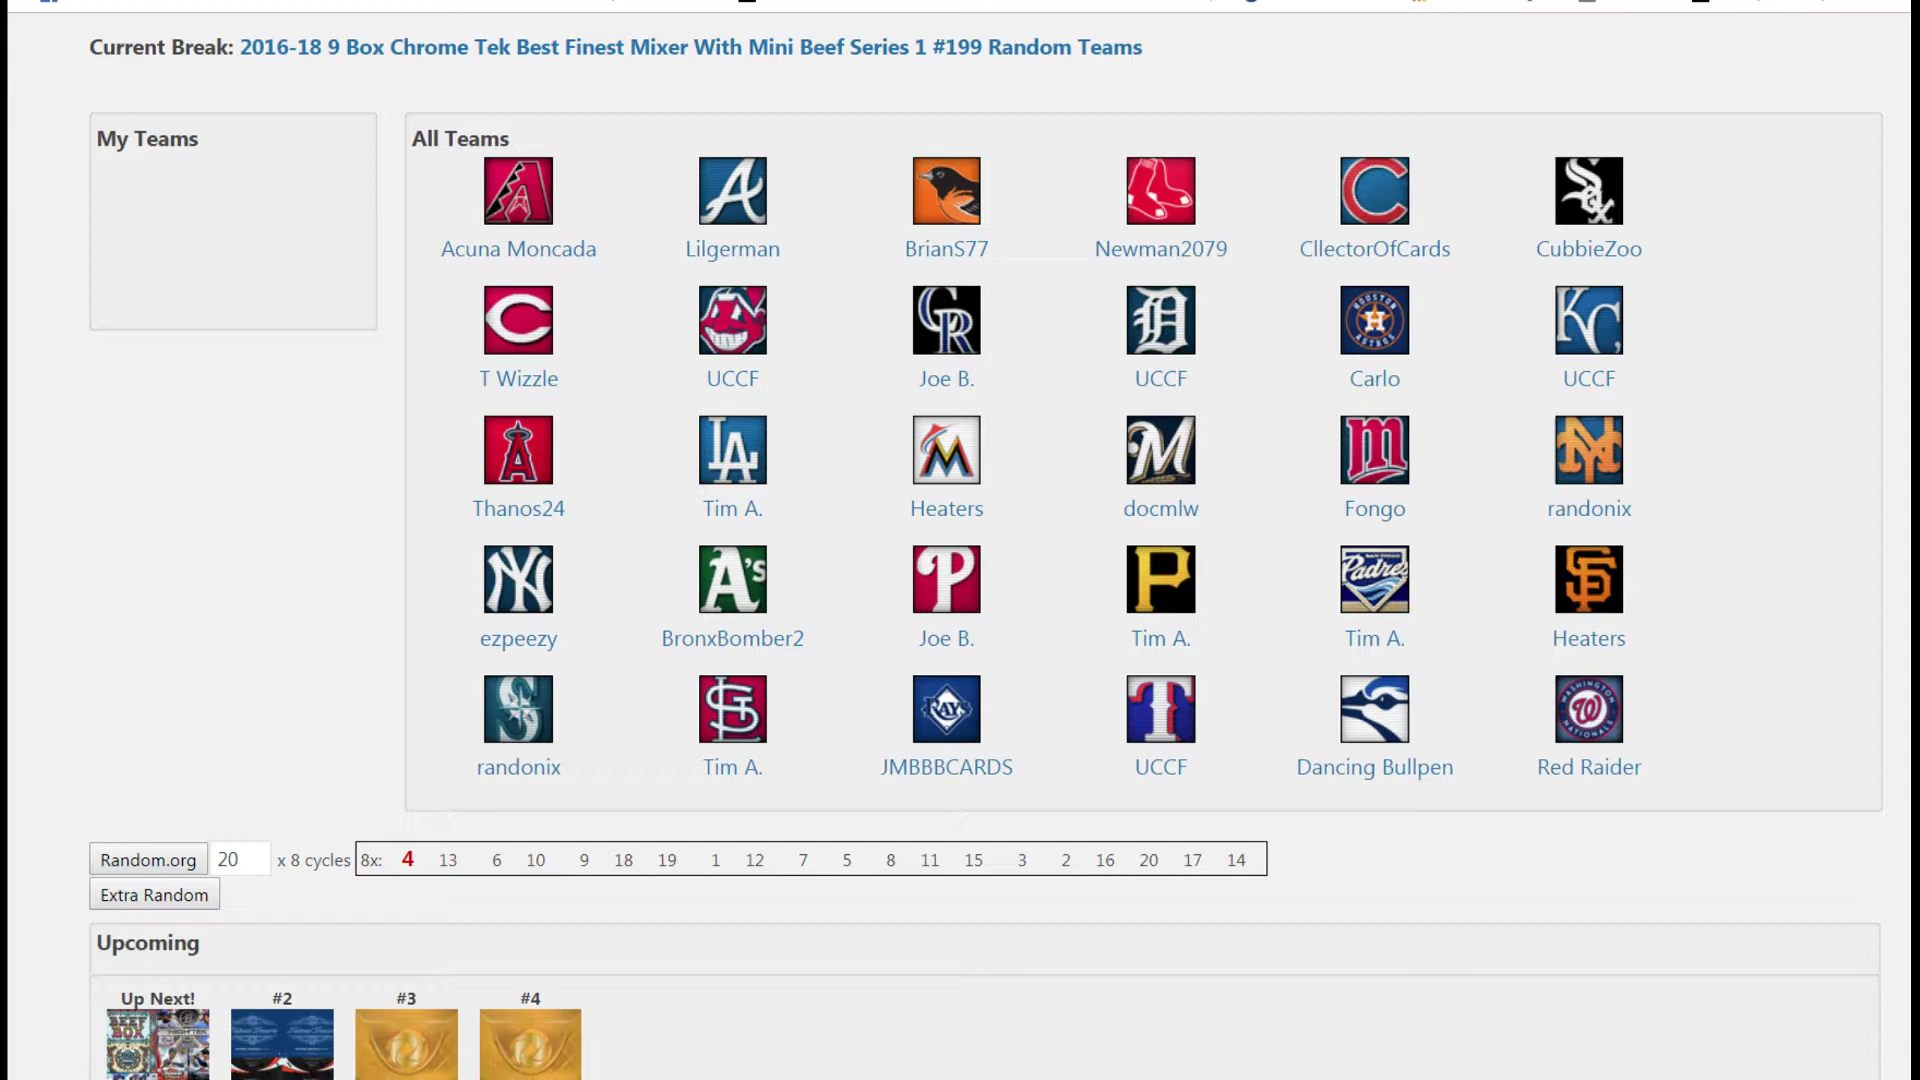 Current Break: 2016-18 9 Box Chrome Tek Best Finest Mixer With Mini Beef Series 1 #199 Random Teams
My Teams
All Teams
Acuna Moncada Lilgerman BrianS77 Newman2079 CllectorOfCards CubbieZoo
T Wizzle UCCF Joe B. UCCF Carlo UCCF
Thanos24 Tim A. Heaters docmlw Fongo randonix
ezpeezy BronxBomber2 Joe B. Tim A. Tim A. Heaters
randonix Tim A. JMBBBCARDS UCCF Dancing Bullpen Red Raider
Random.org 20 x 8 cycles 8x: 4 13 6 10 9 18 19 1 12 7 5 8 11 15 3 2 16 20 17 14
Extra Random
Upcoming
Up Next! #2 #3 #4
BEEF BOX